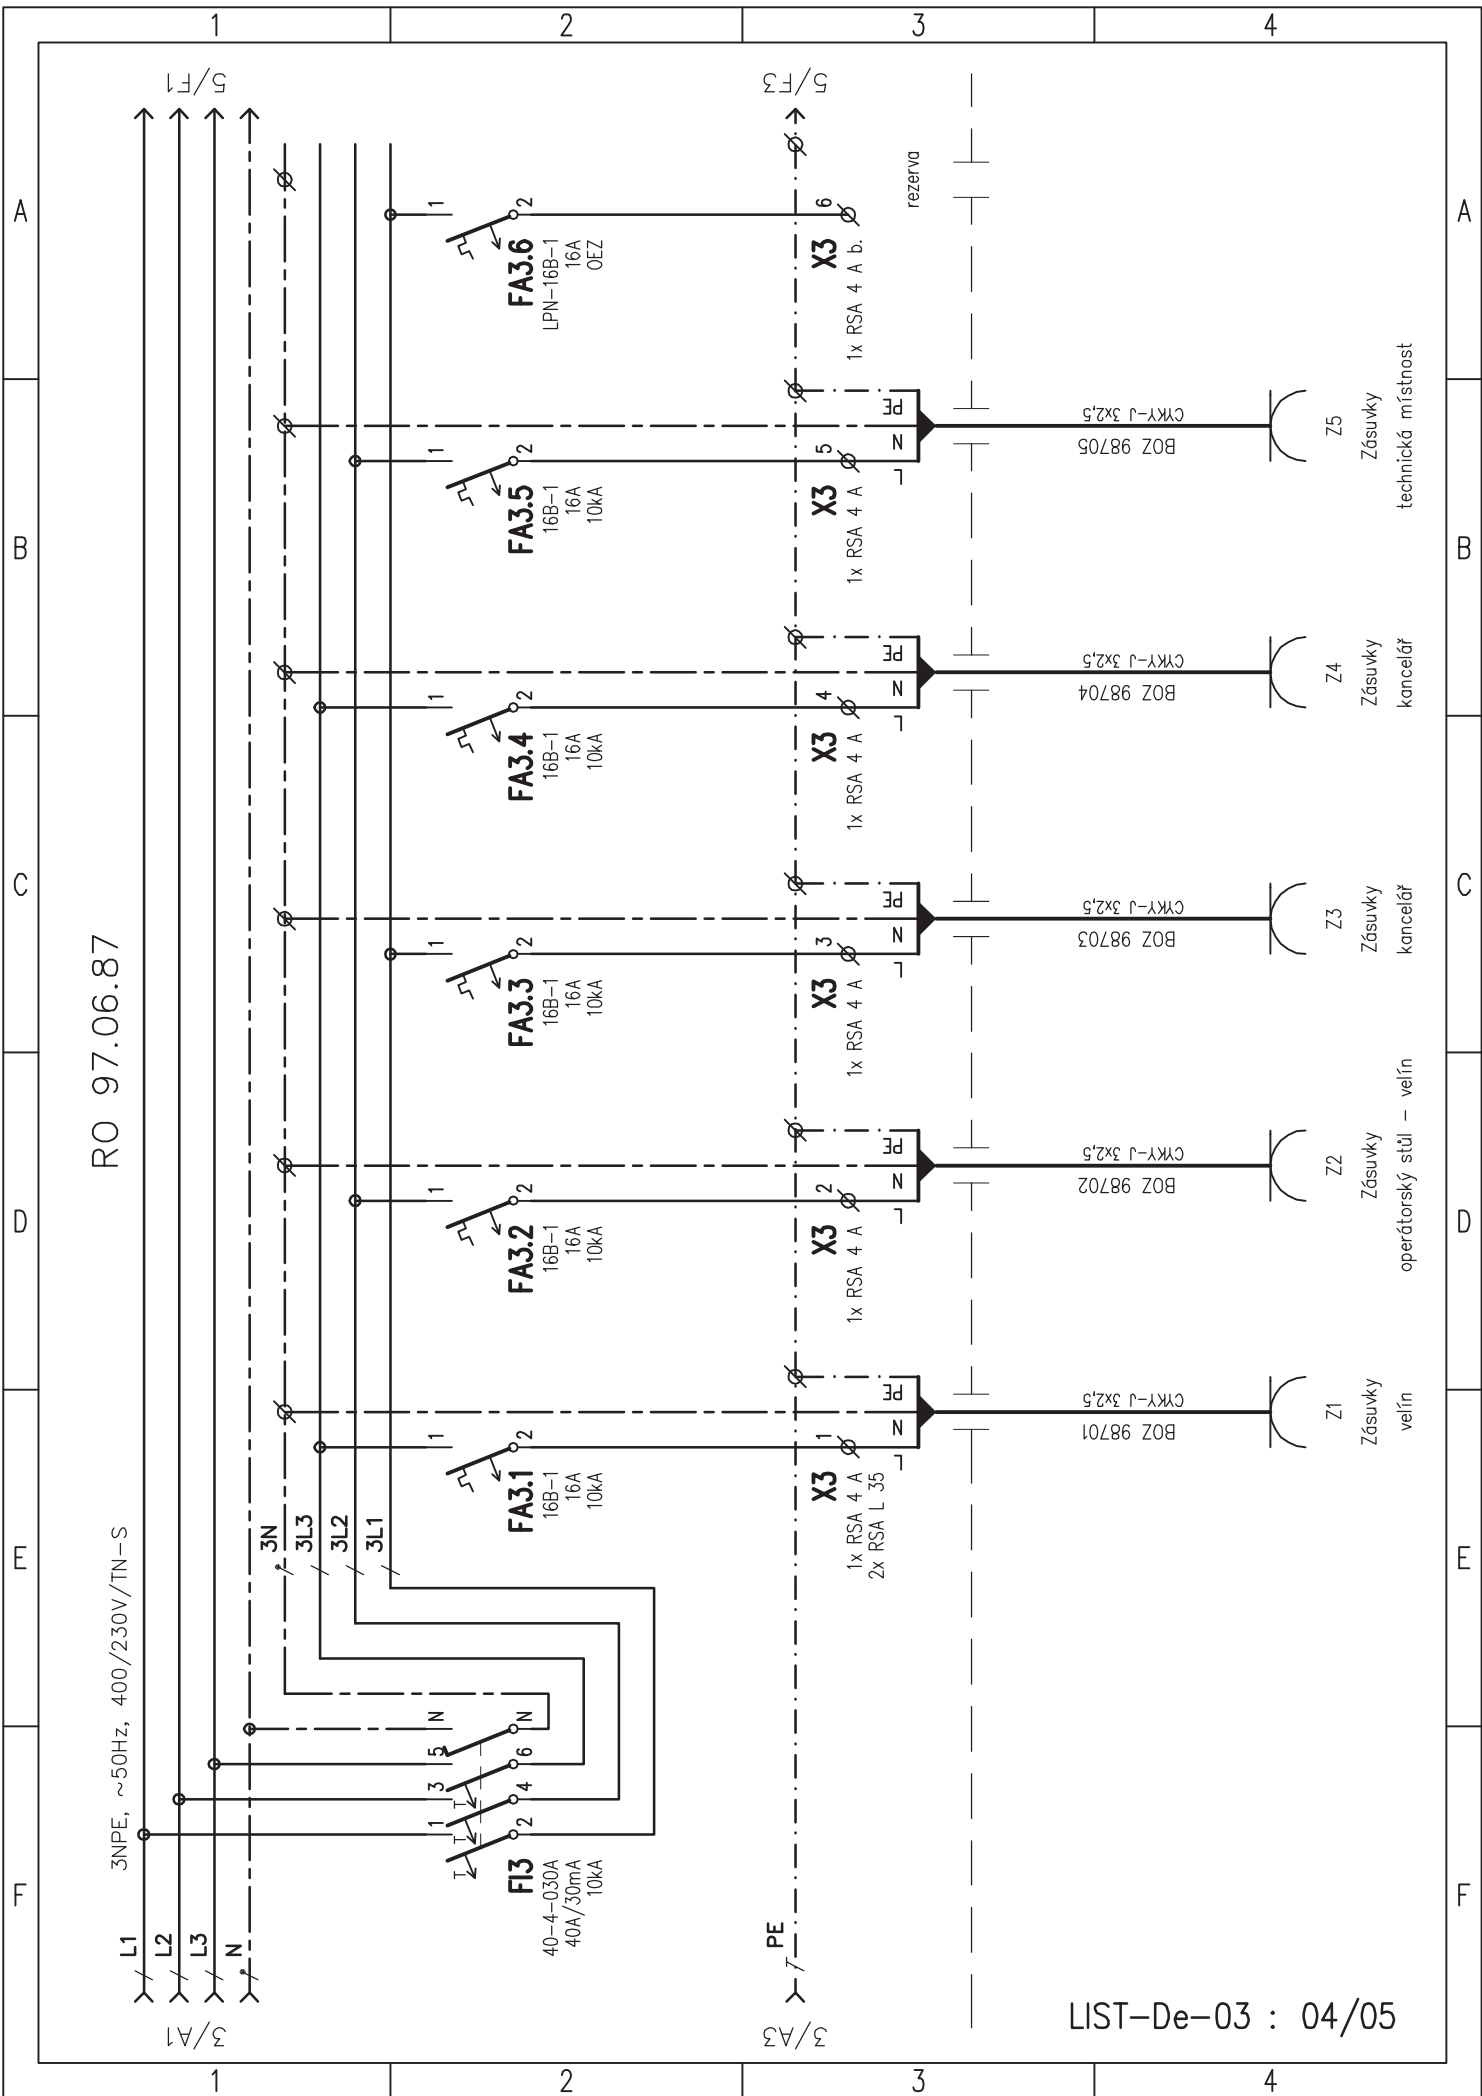 1
2
3
4
A
B
C
D
E
F
A
B
C
D
E
F
1
2
3
4
RO 97.06.87
3NPE, ~50Hz, 400/230V/TN-S
3/A1
5/F1
3/A3
5/F3
L1
L2
L3
N
PE
3N
3L3
3L2
3L1
1
3
5
N
2
4
6
N
FI3
40-4-030A
40A/30mA
10kA
1
2
FA3.1
16B-1
16A
10kA
1
2
FA3.2
16B-1
16A
10kA
1
2
FA3.3
16B-1
16A
10kA
1
2
FA3.4
16B-1
16A
10kA
1
2
FA3.5
16B-1
16A
10kA
1
2
FA3.6
LPN-16B-1
16A
OEZ
X3
1
1x RSA 4 A
2x RSA L 35
X3
2
1x RSA 4 A
X3
3
1x RSA 4 A
X3
4
1x RSA 4 A
X3
5
1x RSA 4 A
X3
6
1x RSA 4 A b.
rezerva
L
N
PE
L
N
PE
L
N
PE
L
N
PE
L
N
PE
BOZ 98701
CYKY-J 3x2,5
BOZ 98702
CYKY-J 3x2,5
BOZ 98703
CYKY-J 3x2,5
BOZ 98704
CYKY-J 3x2,5
BOZ 98705
CYKY-J 3x2,5
Z1
Zásuvky
velín
Z2
Zásuvky
operátorský stůl - velín
Z3
Zásuvky
kancelář
Z4
Zásuvky
kancelář
Z5
Zásuvky
technická místnost
LIST-De-03 : 04/05